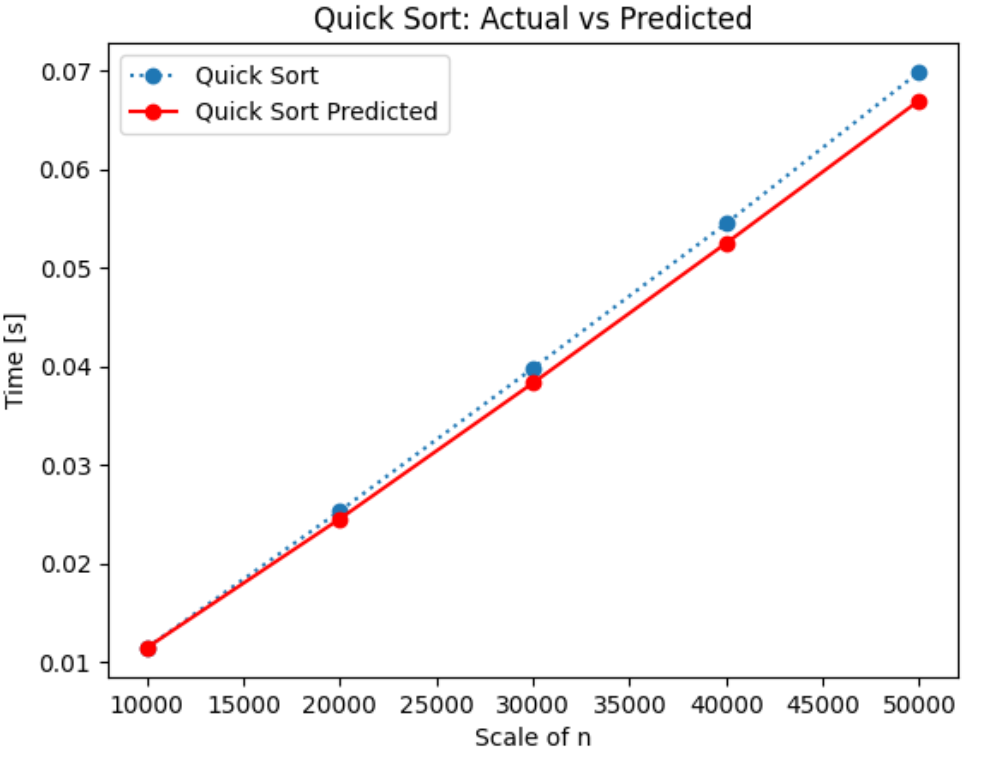 Quick Sort: Actual vs Predicted
Quick Sort
Quick Sort Predicted
0.07
0.06
0.05
0.04
0.03
0.02
0.01
Time [s]
10000 15000 20000 25000 30000 35000 40000 45000 50000
Scale of n